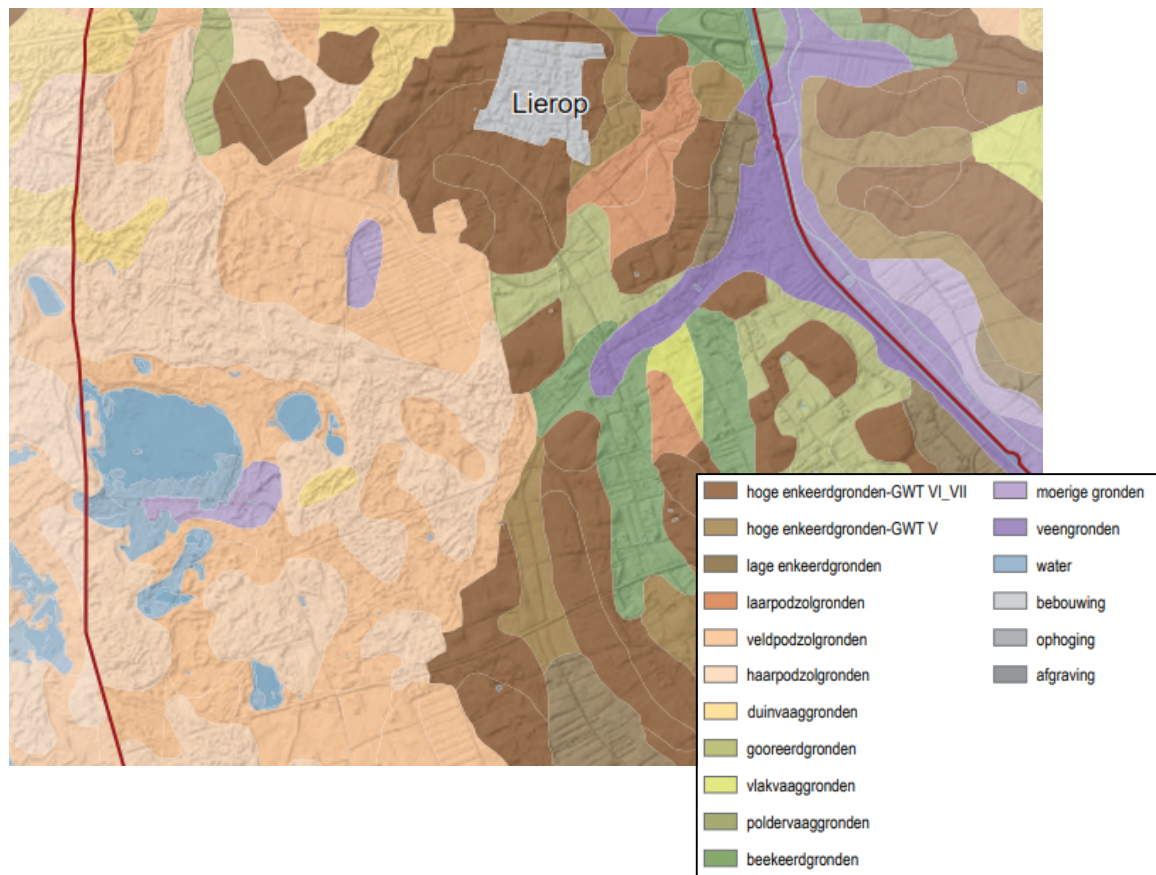 Lierop
hoge enkeerdgronden-GWT VI_VII
hoge enkeerdgronden-GWT V
lage enkeerdgronden
laarpodzolgronden
veldpodzolgronden
haarpodzolgronden
duinvaaggronden
gooreerdgronden
vlakvaaggronden
poldervaaggronden
beekeerdgronden
moerige gronden
veengronden
water
bebouwing
ophoging
afgraving